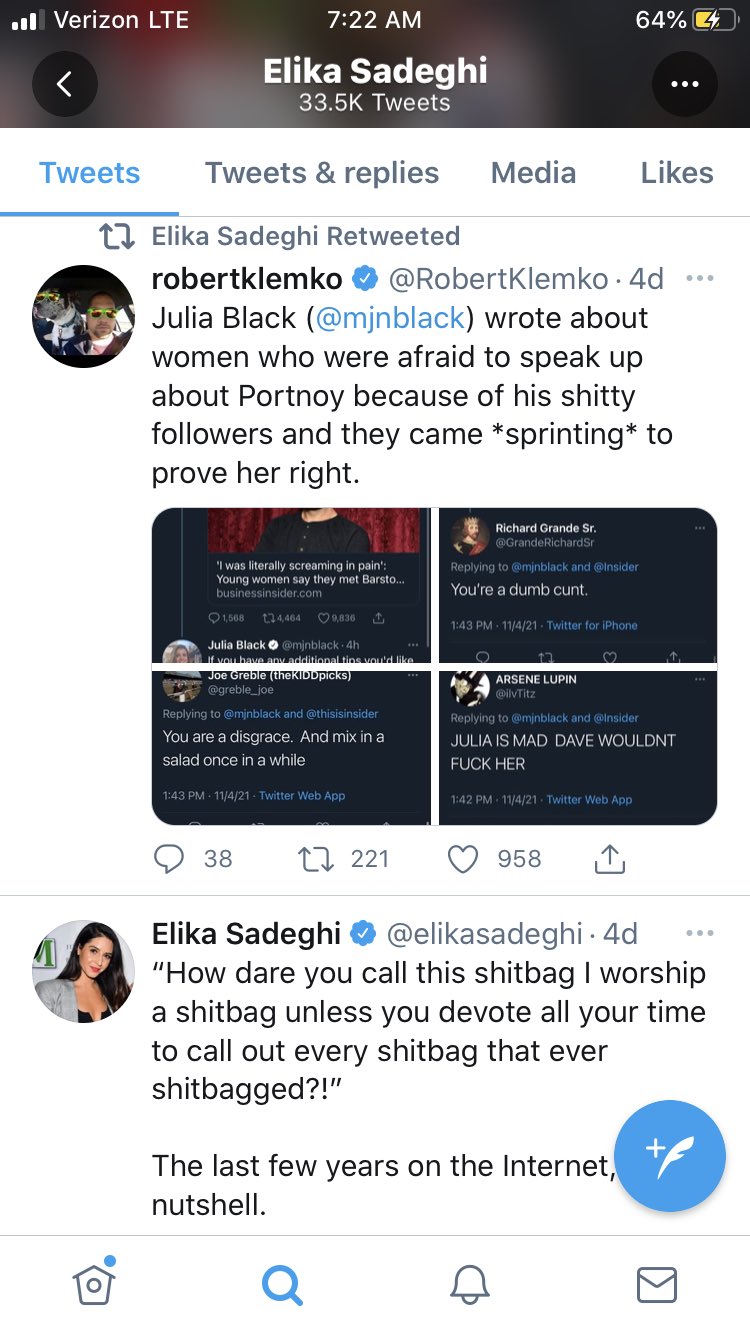 Verizon LTE 7:22 AM 64%
Elika Sadeghi
33.5K Tweets
Tweets Tweets & replies Media Likes
Elika Sadeghi Retweeted
robertklemko @RobertKlemko · 4d
Julia Black (@mjnblack) wrote about
women who were afraid to speak up
about Portnoy because of his shitty
followers and they came *sprinting* to
prove her right.
'I was literally screaming in pain':
Young women say they met Barsto...
businessinsider.com
1,568 4,464 9,836
Julia Black @mjnblack · 4h
If you have any additional tips you'd like
Richard Grande Sr.
@GrandeRichardSr
Replying to @mjnblack and @Insider
You're a dumb cunt.
1:43 PM · 11/4/21 · Twitter for iPhone
Joe Greble (theKIDDpicks)
@greble_joe
Replying to @mjnblack and @thisisinsider
You are a disgrace. And mix in a
salad once in a while
1:43 PM · 11/4/21 · Twitter Web App
ARSENE LUPIN
@ilvTitz
Replying to @mjnblack and @Insider
JULIA IS MAD DAVE WOULDNT
FUCK HER
1:42 PM · 11/4/21 · Twitter Web App
38 221 958
Elika Sadeghi @elikasadeghi · 4d
“How dare you call this shitbag I worship
a shitbag unless you devote all your time
to call out every shitbag that ever
shitbagged?!”
The last few years on the Internet,
nutshell.